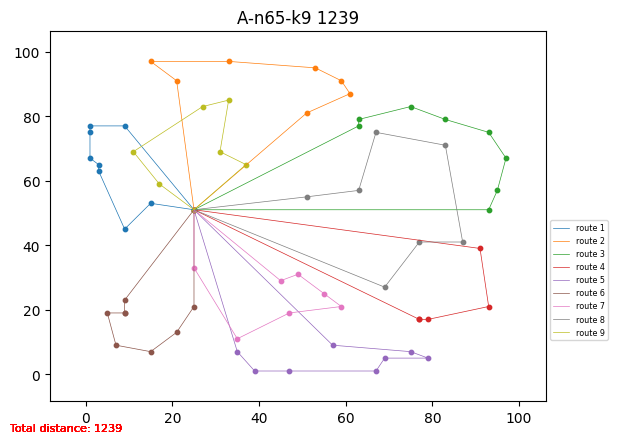 A-n65-k9 1239
100
80
60
40
20
0
0 20 40 60 80 100
route 1
route 2
route 3
route 4
route 5
route 6
route 7
route 8
route 9
Total distance: 1239